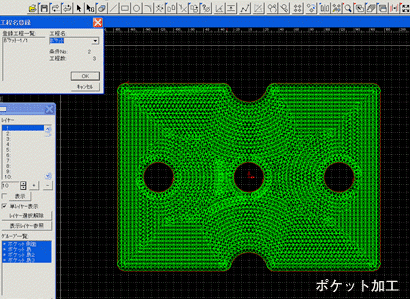 工程名登録
登録工程一覧
工程名
ポケット-1/1.
ポケット
条件No: 2
工程数: 3
OK
キャンセル
レイヤー
1
2
3
4
5
6
7
8
9
10
10
+
-
表示
単レイヤー表示
レイヤー選択解除
表示レイヤー参照
グループ一覧
ポケット 側面
ポケット 島
ポケット 島2
ポケット 島3
ポケット加工